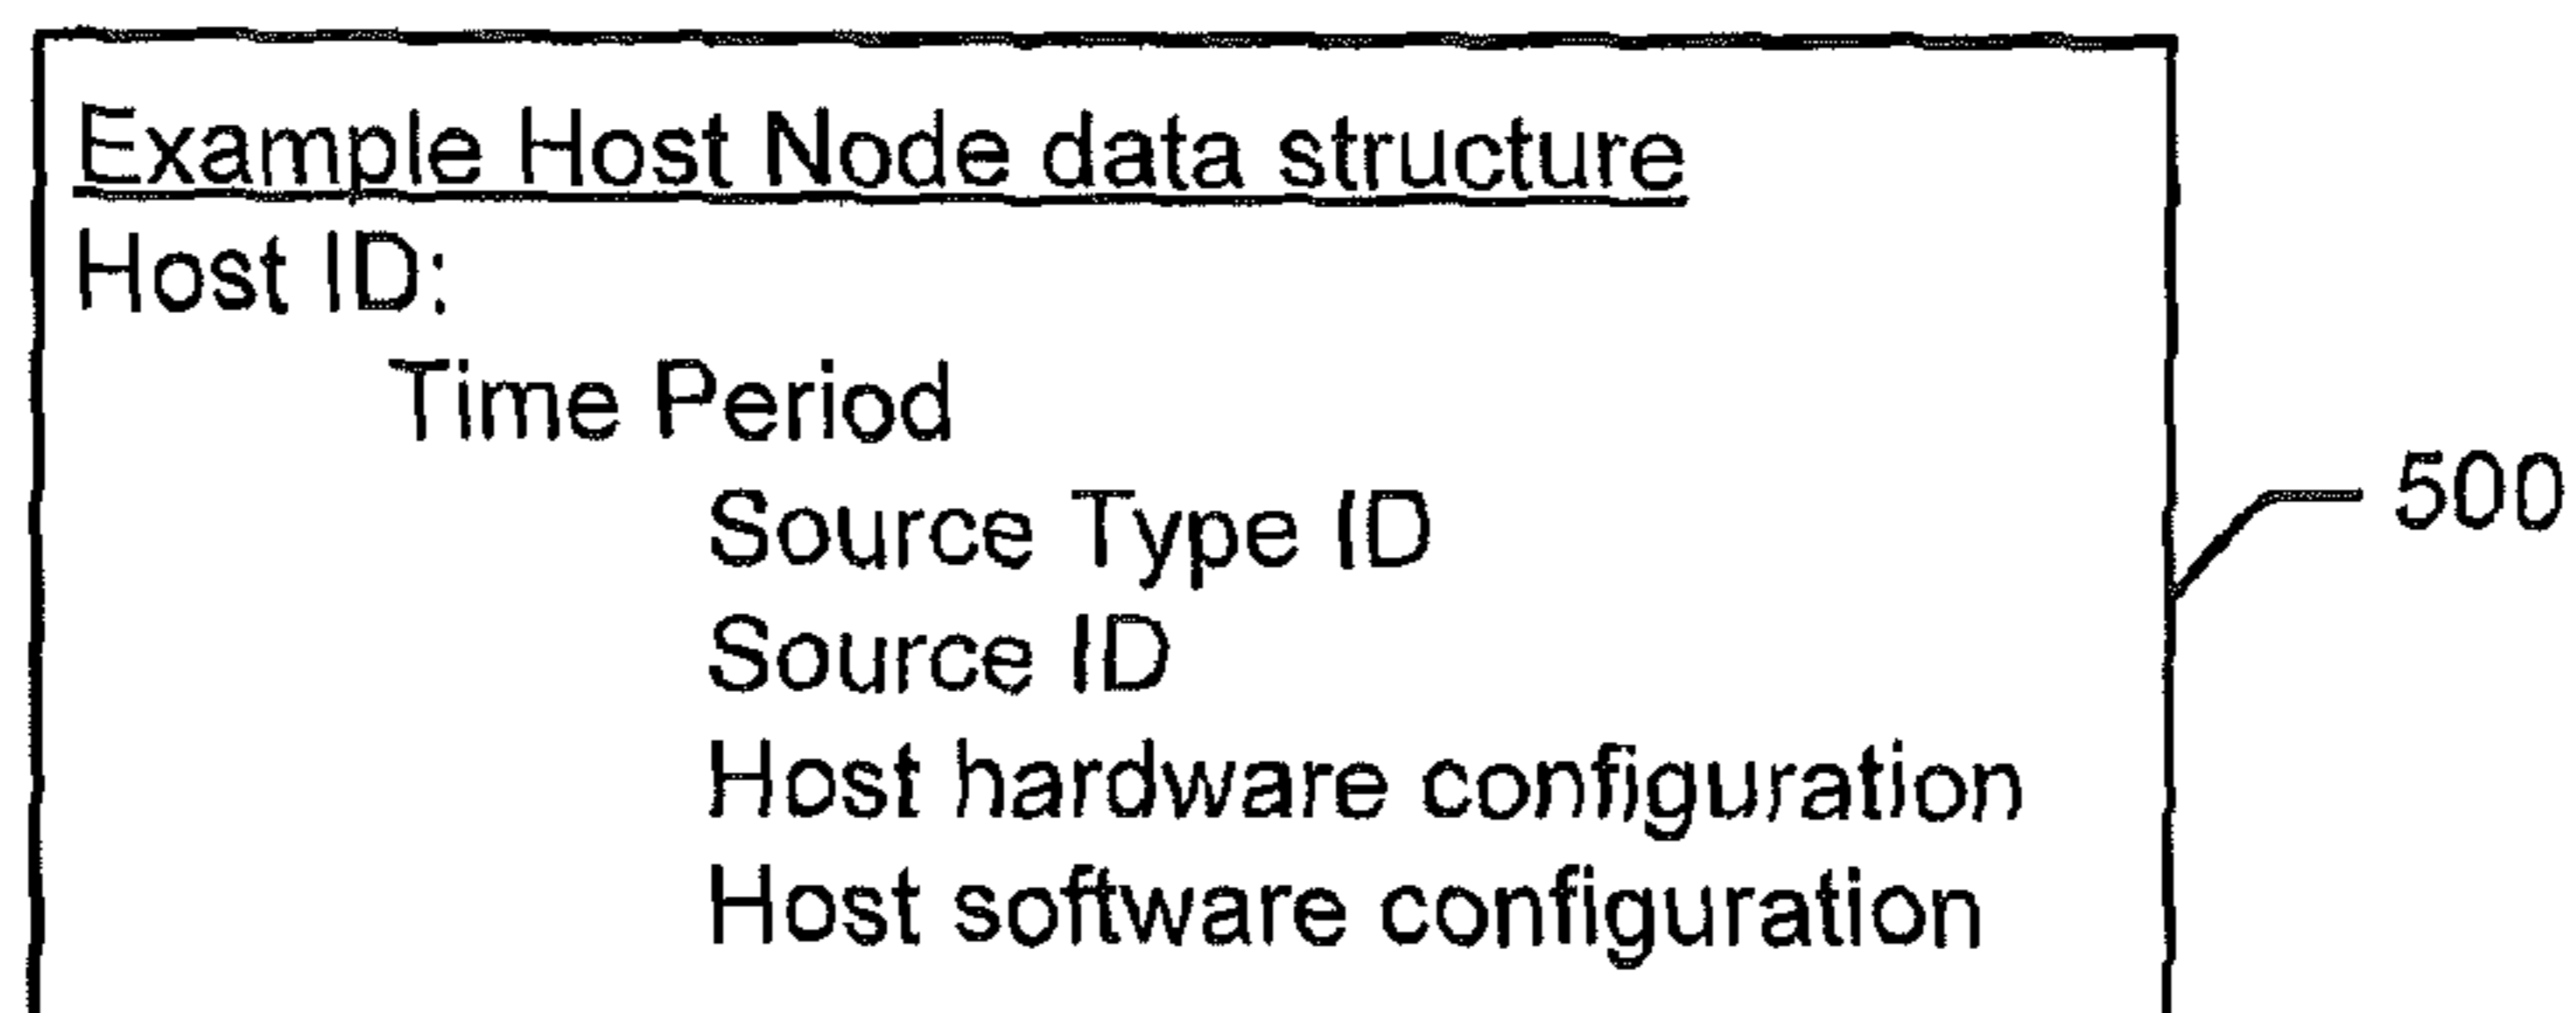 Example Host Node data structure
Host ID:
Time Period
Source Type ID
500
Source ID
Host hardware configuration
Host software configuration